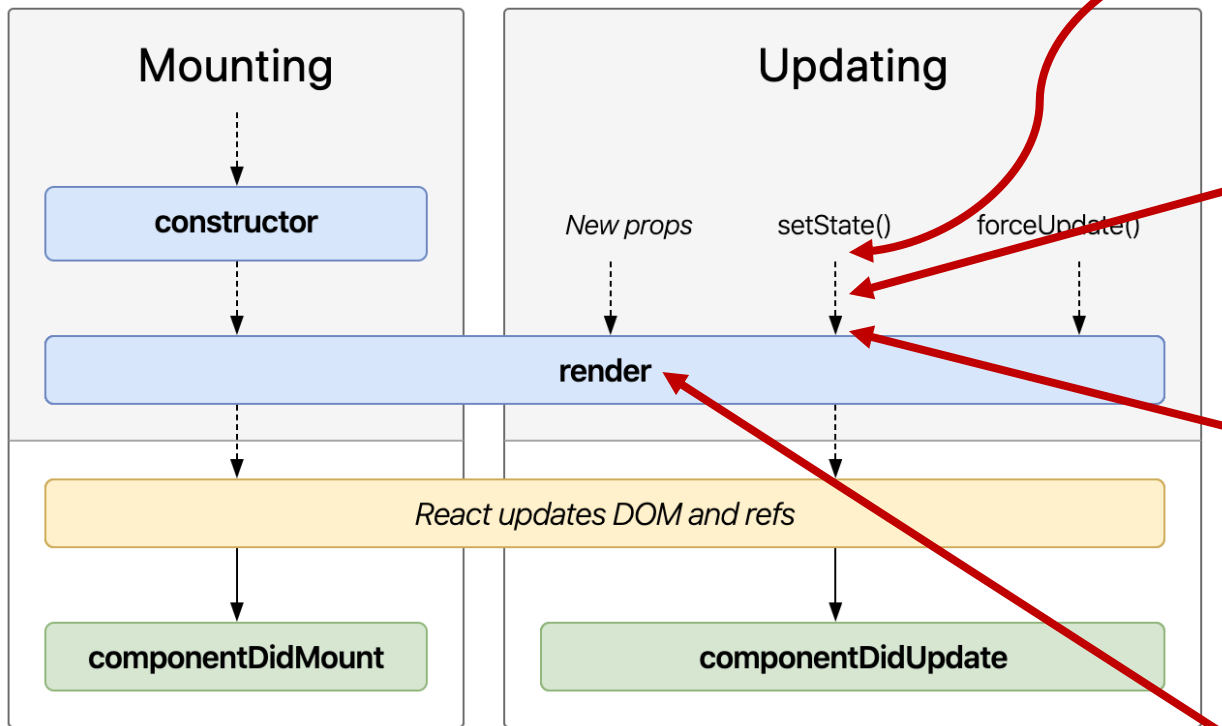 Mounting
Updating
constructor
New props
setState()
forceUpdate()
render
React updates DOM and refs
componentDidMount
componentDidUpdate